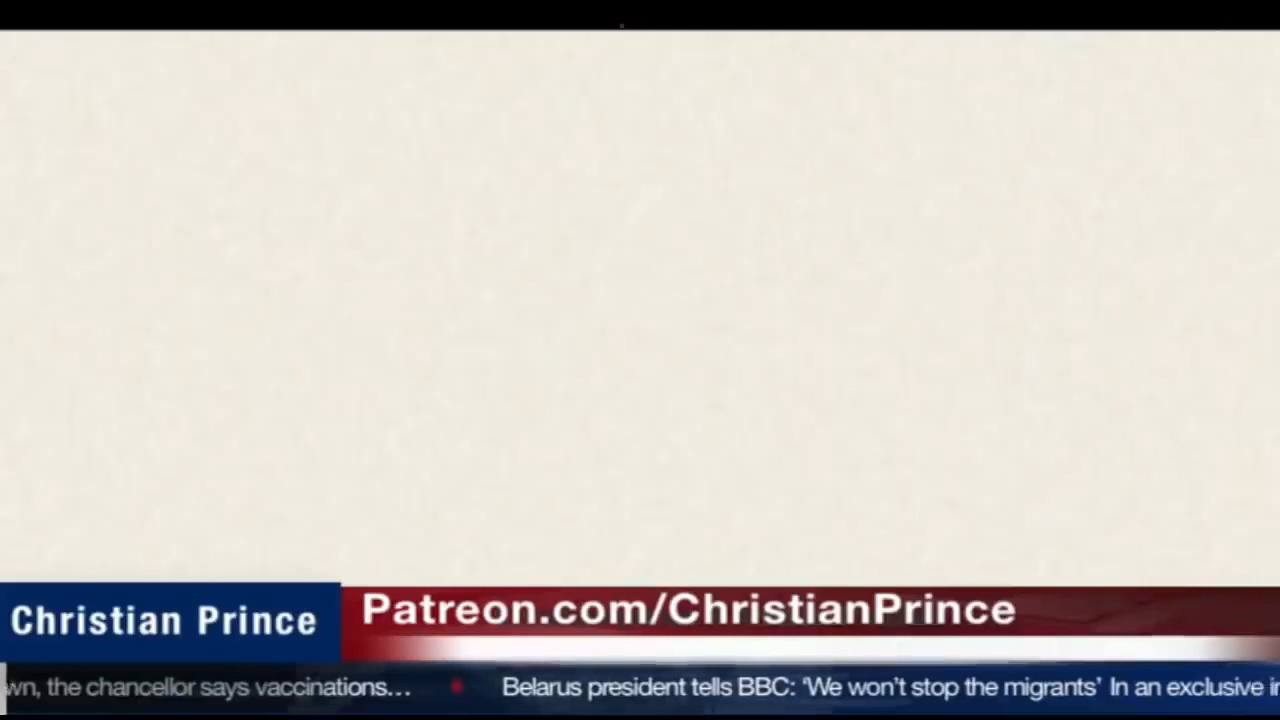 Christian Prince
Patreon.com/ChristianPrince
wn, the chancellor says vaccinations... • Belarus president tells BBC: ‘We won’t stop the migrants’ In an exclusive i